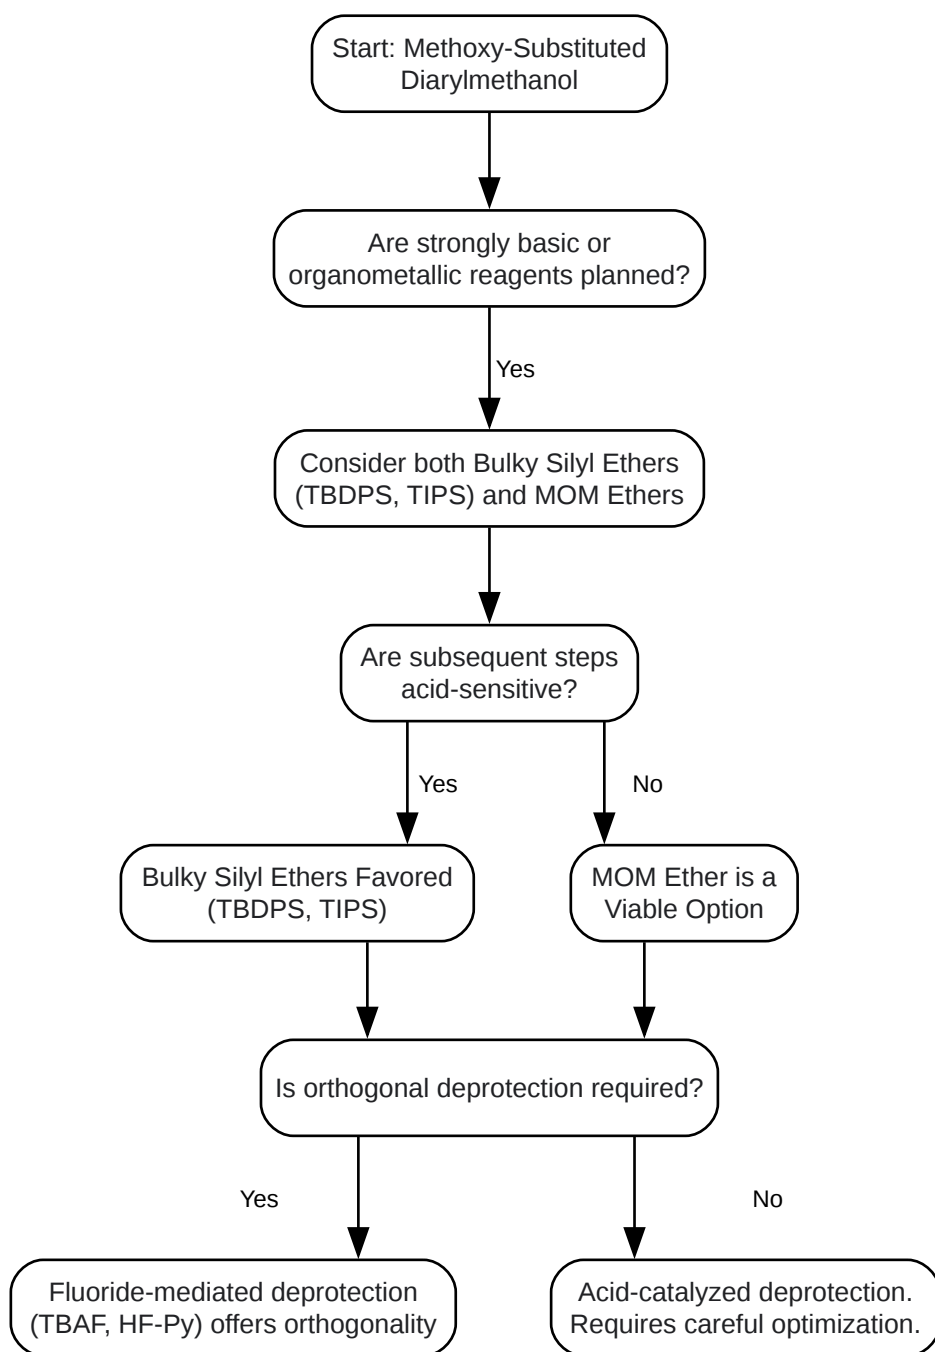 Start: Methoxy-Substituted
Diarylmethanol
Are strongly basic or
organometallic reagents planned?
Yes
Consider both Bulky Silyl Ethers
(TBDPS, TIPS) and MOM Ethers
Are subsequent steps
acid-sensitive?
Yes
No
Bulky Silyl Ethers Favored
(TBDPS, TIPS)
MOM Ether is a
Viable Option
Is orthogonal deprotection required?
Yes
No
Fluoride-mediated deprotection
(TBAF, HF-Py) offers orthogonality
Acid-catalyzed deprotection.
Requires careful optimization.